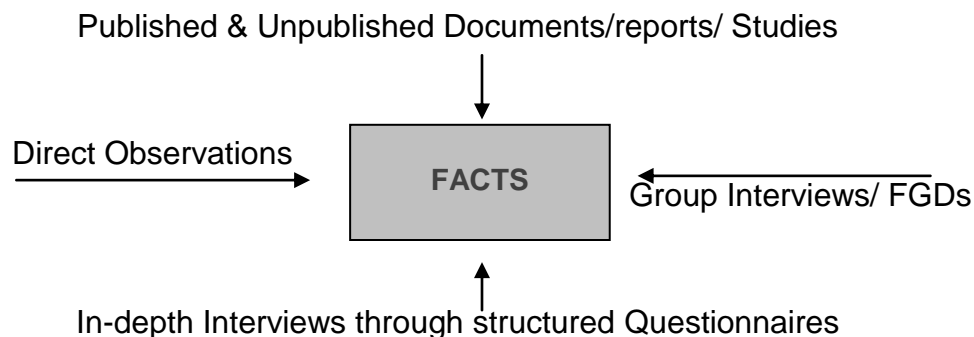 Published & Unpublished Documents/reports/ Studies
Direct Observations
FACTS
Group Interviews/ FGDs
In-depth Interviews through structured Questionnaires